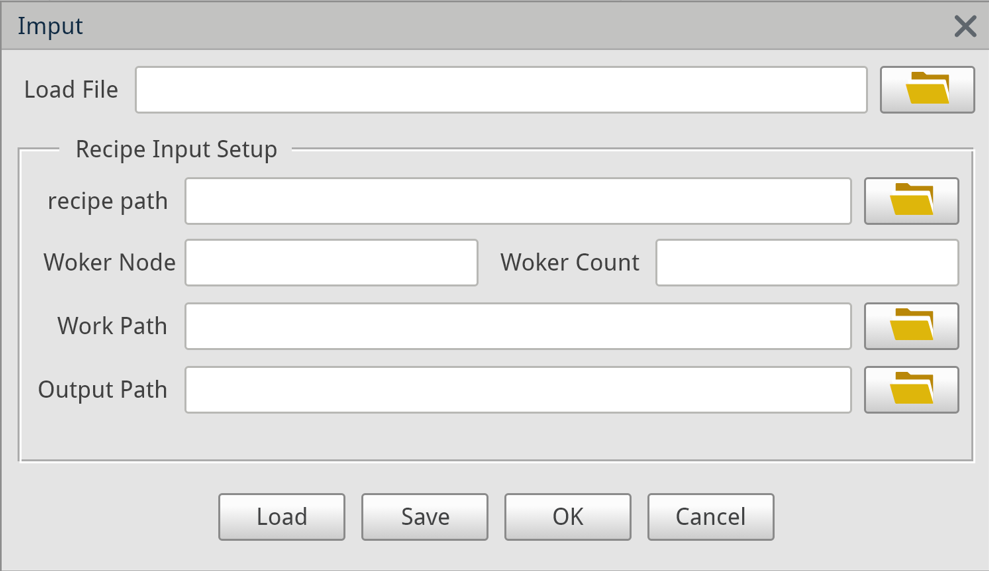 Imput
Load File
Recipe Input Setup
recipe path
Woker Node Woker Count
Work Path
Output Path
Load Save OK Cancel